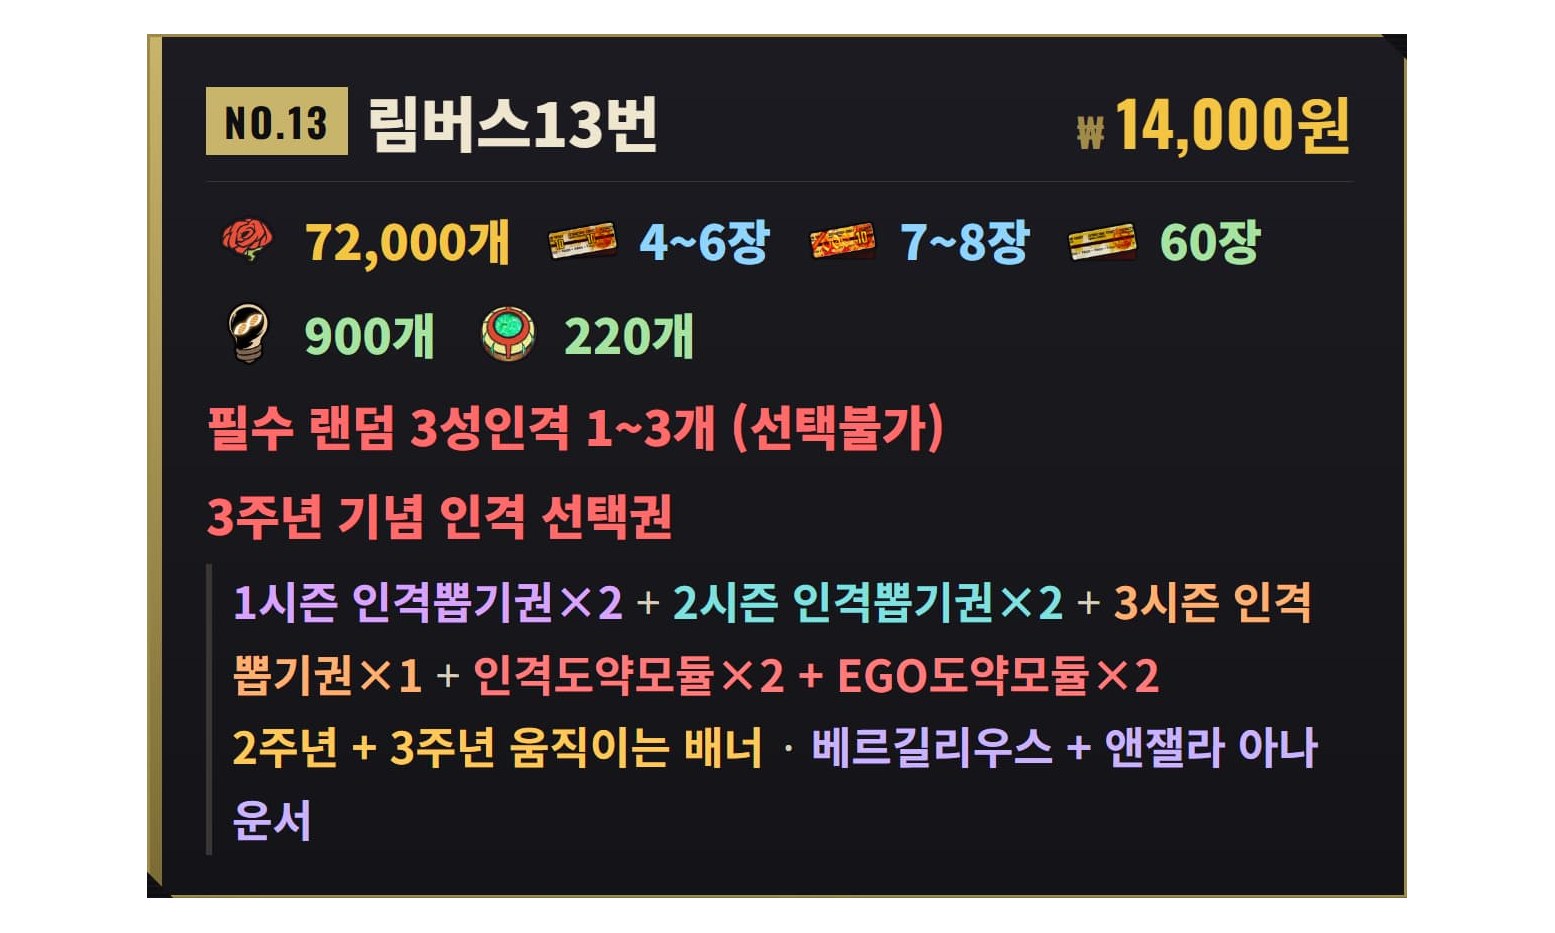 NO.13 림버스13번 ₩ 14,000원
72,000개 4~6장 7~8장 60장
900개 220개
필수 랜덤 3성인격 1~3개 (선택불가)
3주년 기념 인격 선택권
1시즌 인격뽑기권×2 + 2시즌 인격뽑기권×2 + 3시즌 인격
뽑기권×1 + 인격도약모듈×2 + EGO도약모듈×2
2주년 + 3주년 움직이는 배너 · 베르길리우스 + 앤젤라 아나
운서